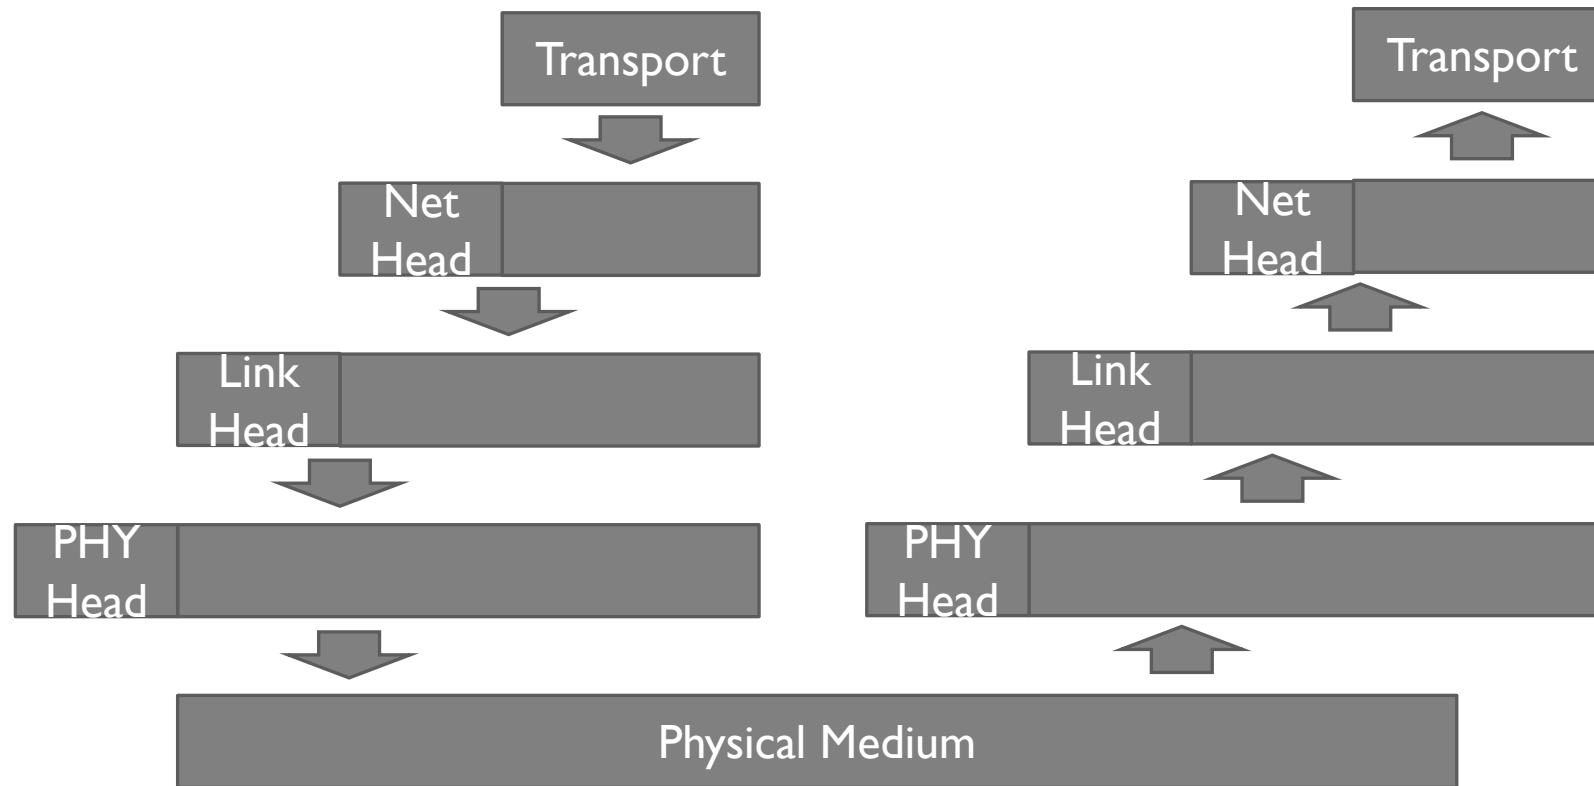 Transport
Net
Head
Link
Head
PHY
Head
Transport
Net
Head
Link
Head
PHY
Head
Physical Medium